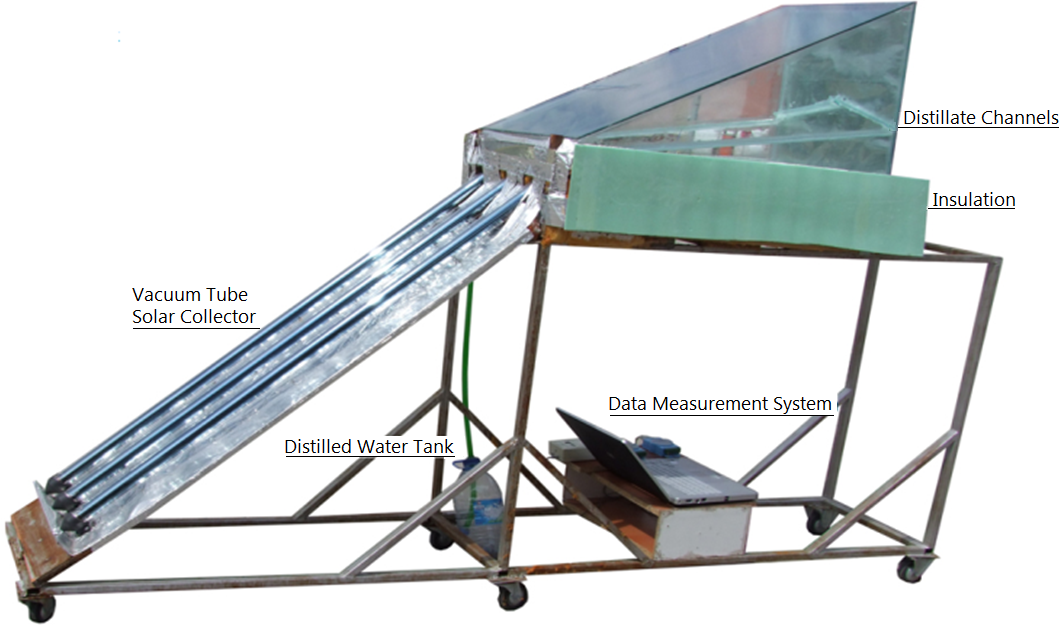 Distillate Channels
Insulation
Vacuum Tube
Solar Collector
Data Measurement System
Distilled Water Tank